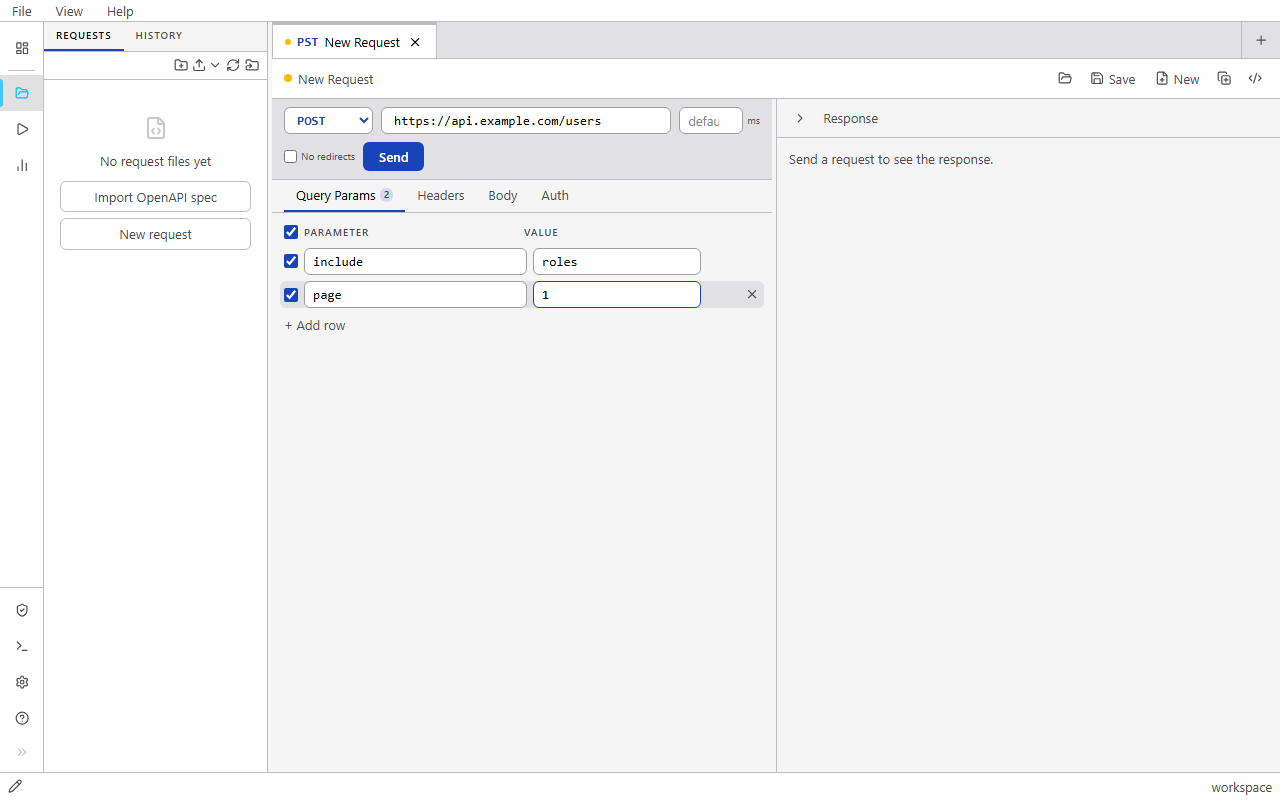 File View Help
REQUESTS HISTORY
No request files yet
Import OpenAPI spec
New request
PST New Request
New Request
Save New
POST https://api.example.com/users defau ms
No redirects Send
Query Params 2 Headers Body Auth
PARAMETER VALUE
include roles
page 1
+ Add row
Response
Send a request to see the response.
workspace